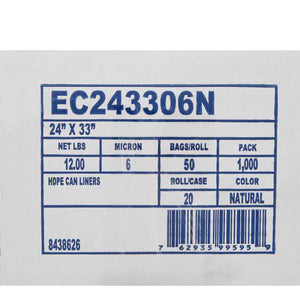 EC243306N
24" X 33"
NET LBS MICRON BAGS/ROLL PACK
12.00 6 50 1,000
HDPE CAN LINERS ROLL/CASE COLOR
20 NATURAL
8438626 7 62935 99595 9